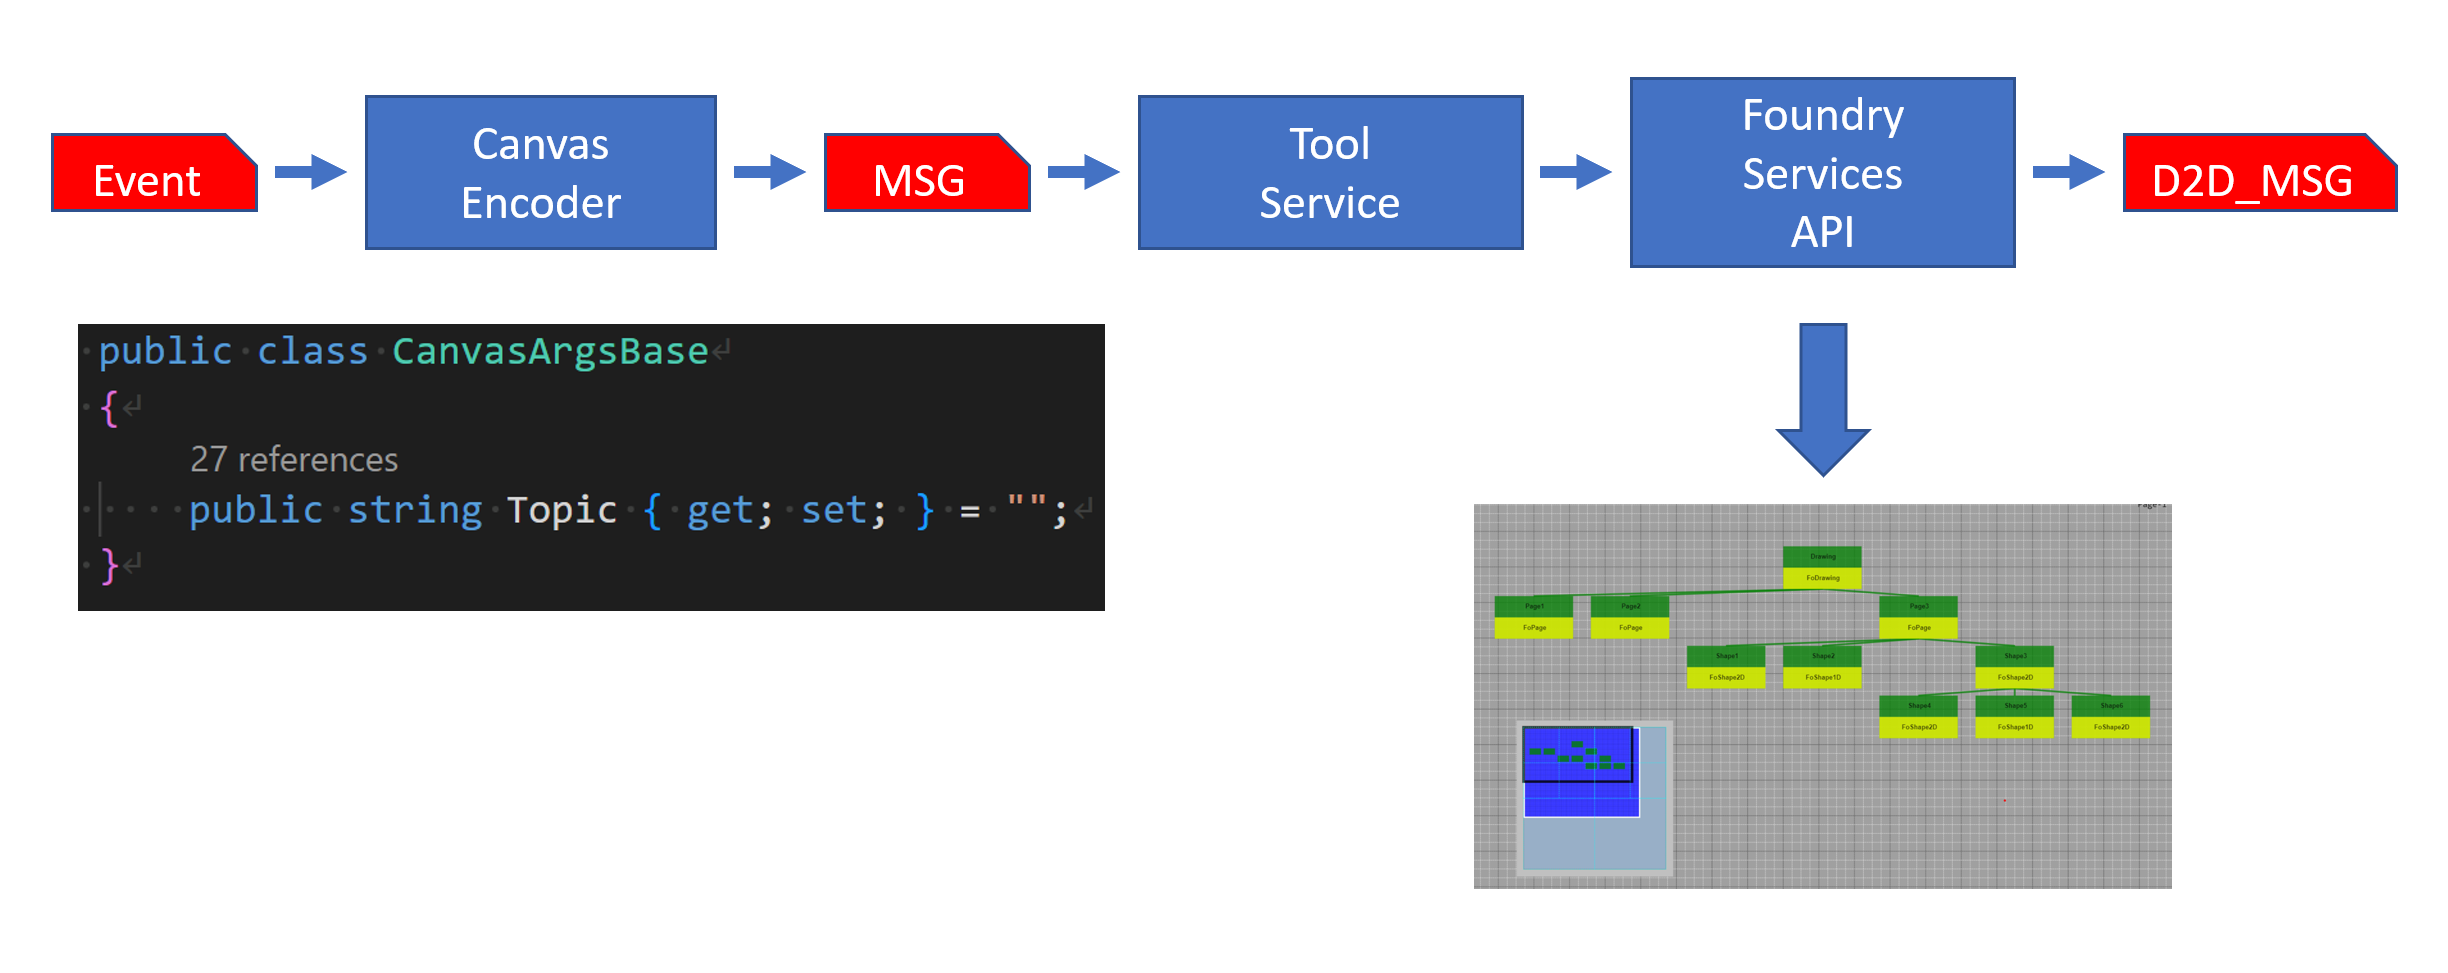 Event
Canvas
Encoder
MSG
Tool
Service
Foundry
Services
API
D2D_MSG
public class CanvasArgsBase
{
27 references
public string Topic { get; set; } = "";
}
Page-1
Drawing
FoDrawing
Page1
FoPage
Page2
FoPage
Page3
FoPage
Shape1
FoShape2D
Shape2
FoShape1D
Shape3
FoShape2D
Shape4
FoShape2D
Shape5
FoShape1D
Shape6
FoShape2D